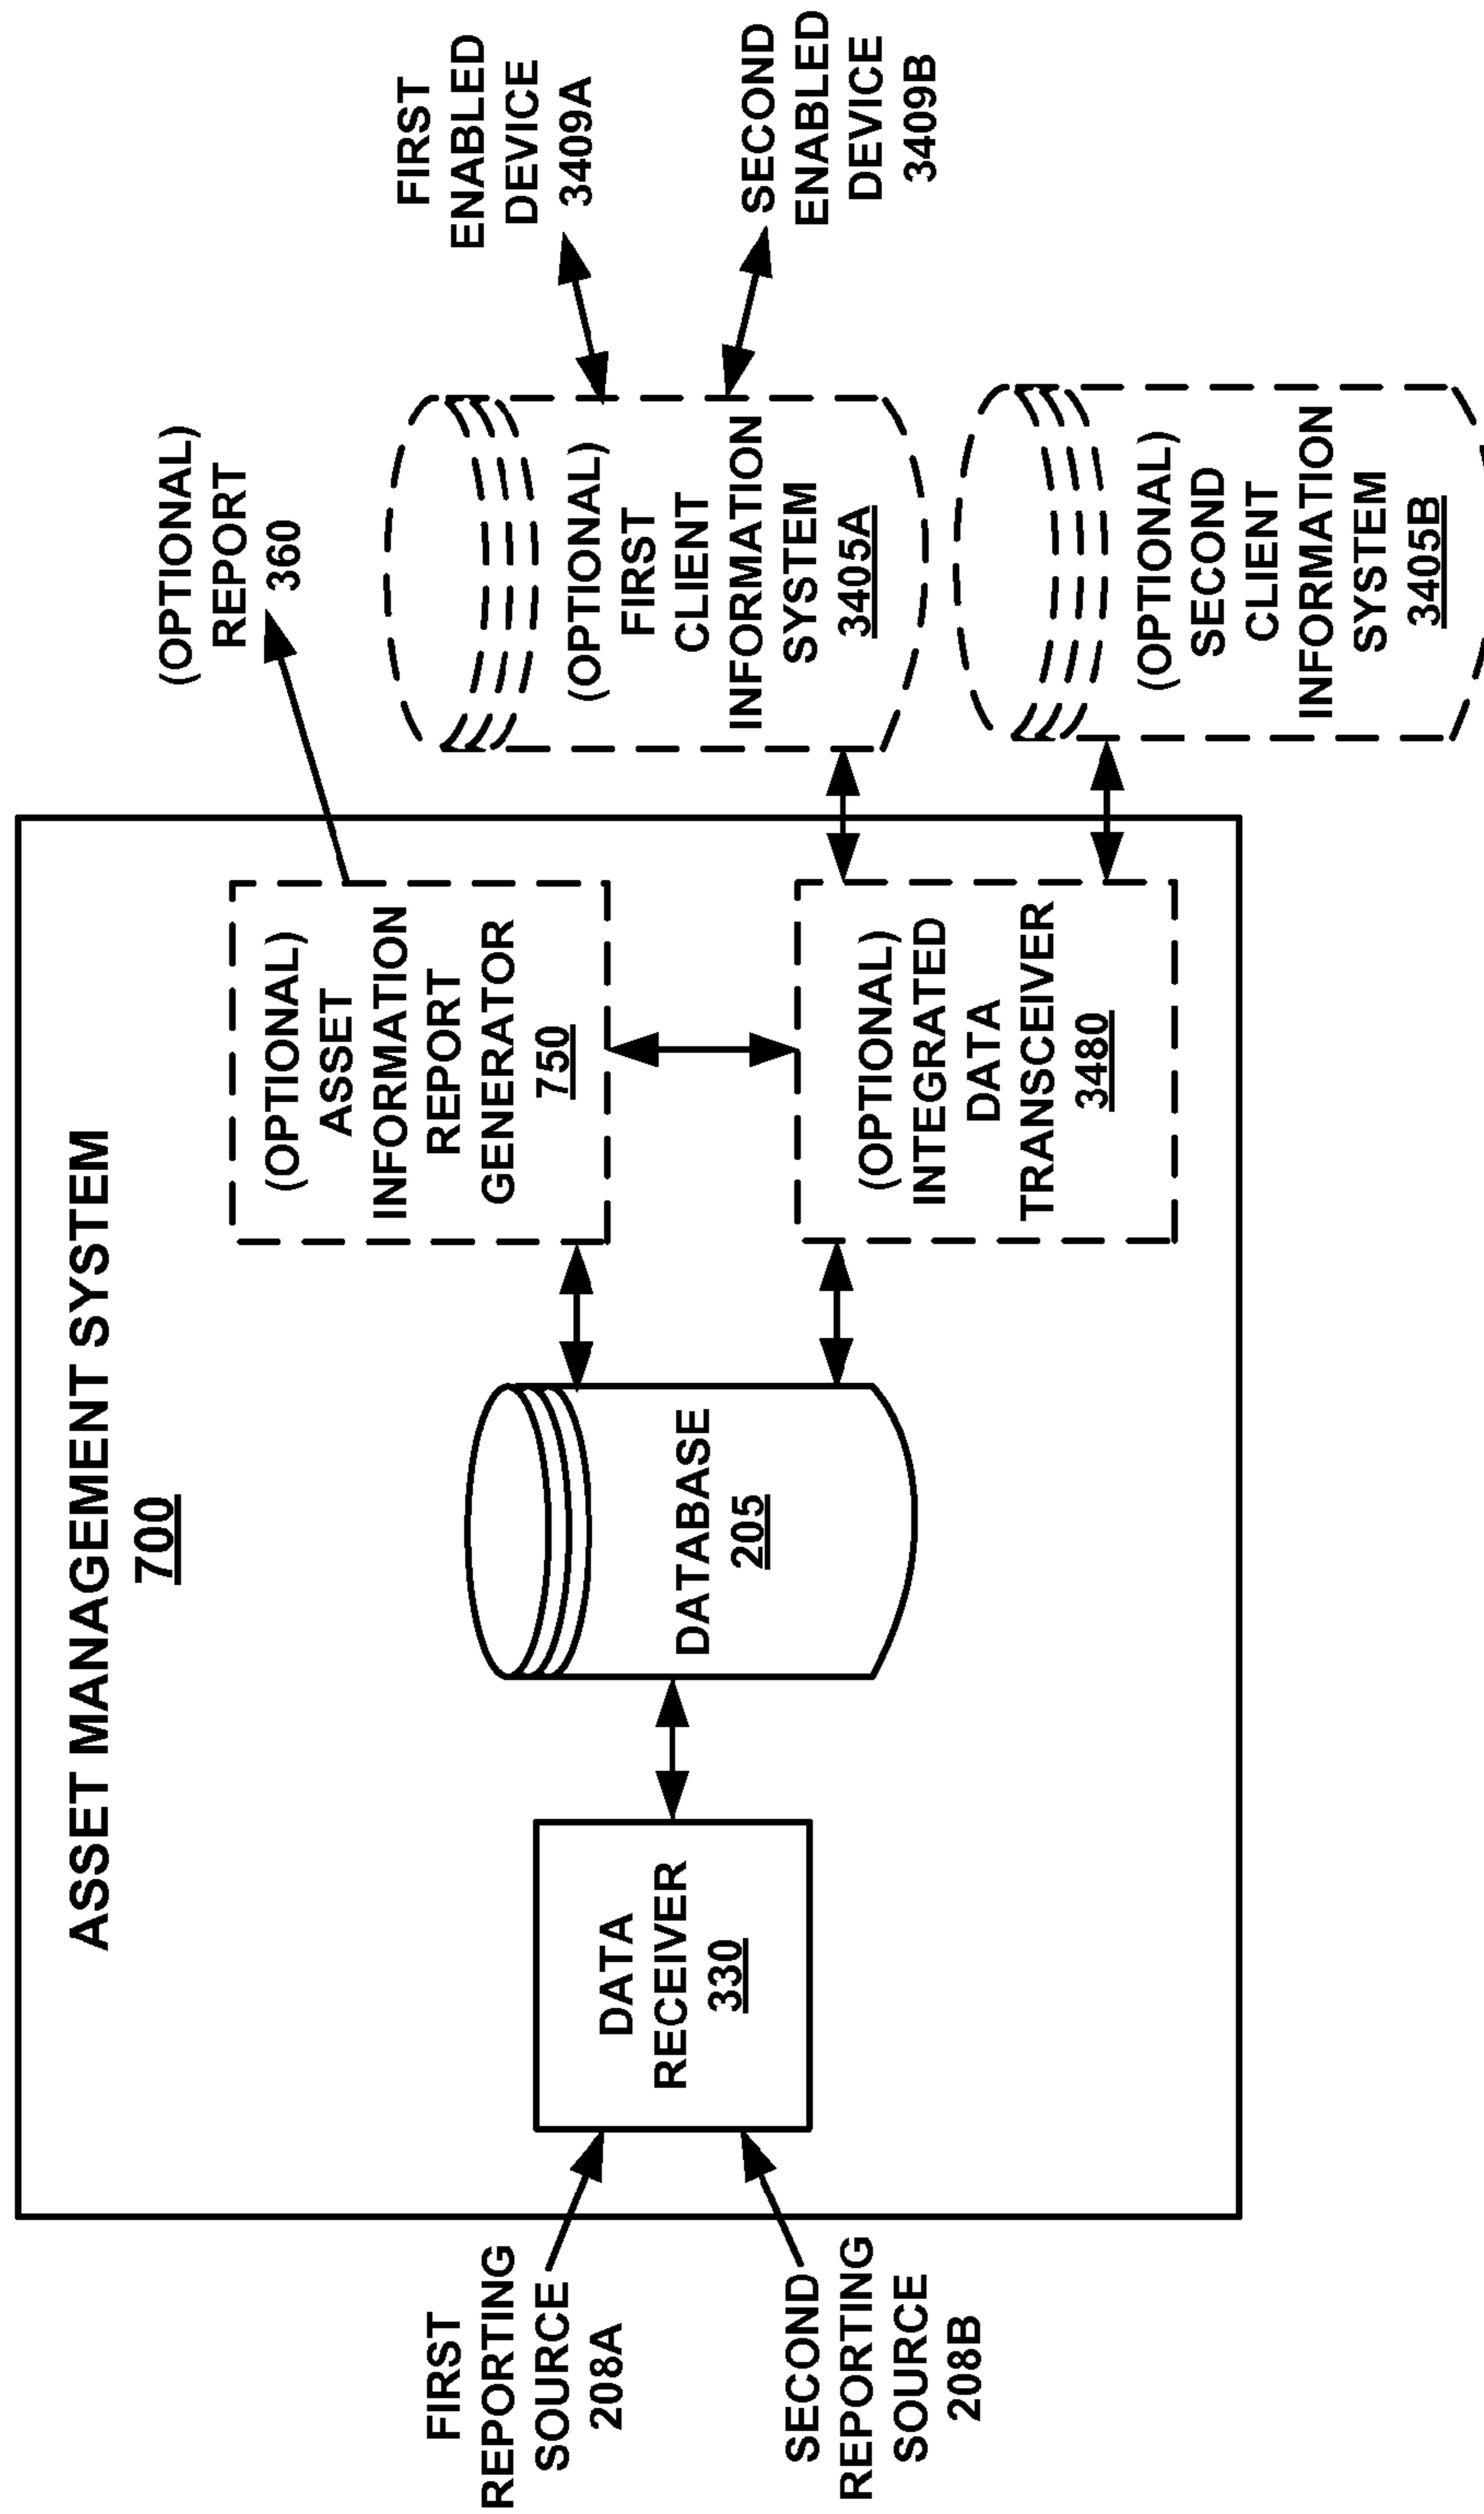 ASSET MANAGEMENT SYSTEM
700
FIRST
REPORTING
SOURCE
208A
SECOND
REPORTING
SOURCE
208B
DATA
RECEIVER
330
DATABASE
205
(OPTIONAL)
ASSET
INFORMATION
REPORT
GENERATOR
750
(OPTIONAL)
INTEGRATED
DATA
TRANSCEIVER
3480
(OPTIONAL)
REPORT
360
(OPTIONAL)
FIRST
CLIENT
INFORMATION
SYSTEM
3405A
(OPTIONAL)
SECOND
CLIENT
INFORMATION
SYSTEM
3405B
FIRST
ENABLED
DEVICE
3409A
SECOND
ENABLED
DEVICE
3409B